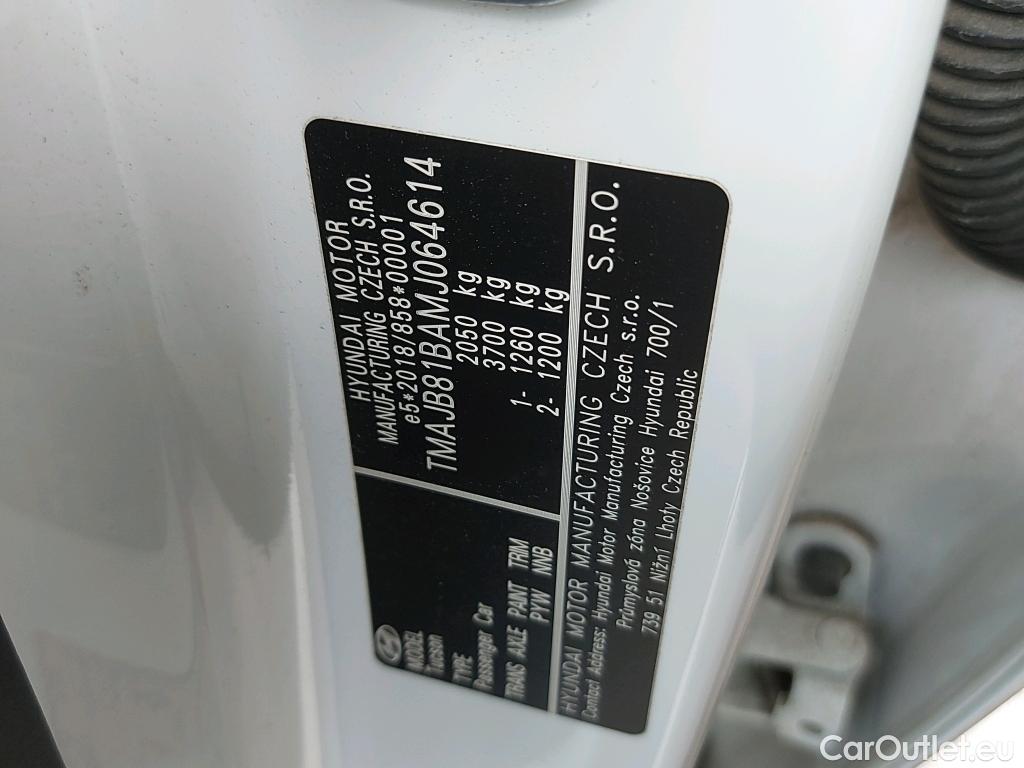 HYUNDAI MOTOR
MANUFACTURING CZECH S.R.O.
e5*2018/858*00001
TMAJB81BAMJ064614
2050 kg
3700 kg
1- 1260 kg
2- 1200 kg
MODEL
Tucson
TYPE
Passenger Car
TRANS AXLE PAINT TRIM
PYW NNB
HYUNDAI MOTOR MANUFACTURING CZECH S.R.O.
Contact Address: Hyundai Motor Manufacturing Czech s.r.o.
Průmyslová zóna Nošovice Hyundai 700/1
739 51 Nižní Lhoty Czech Republic
CarOutlet.eu